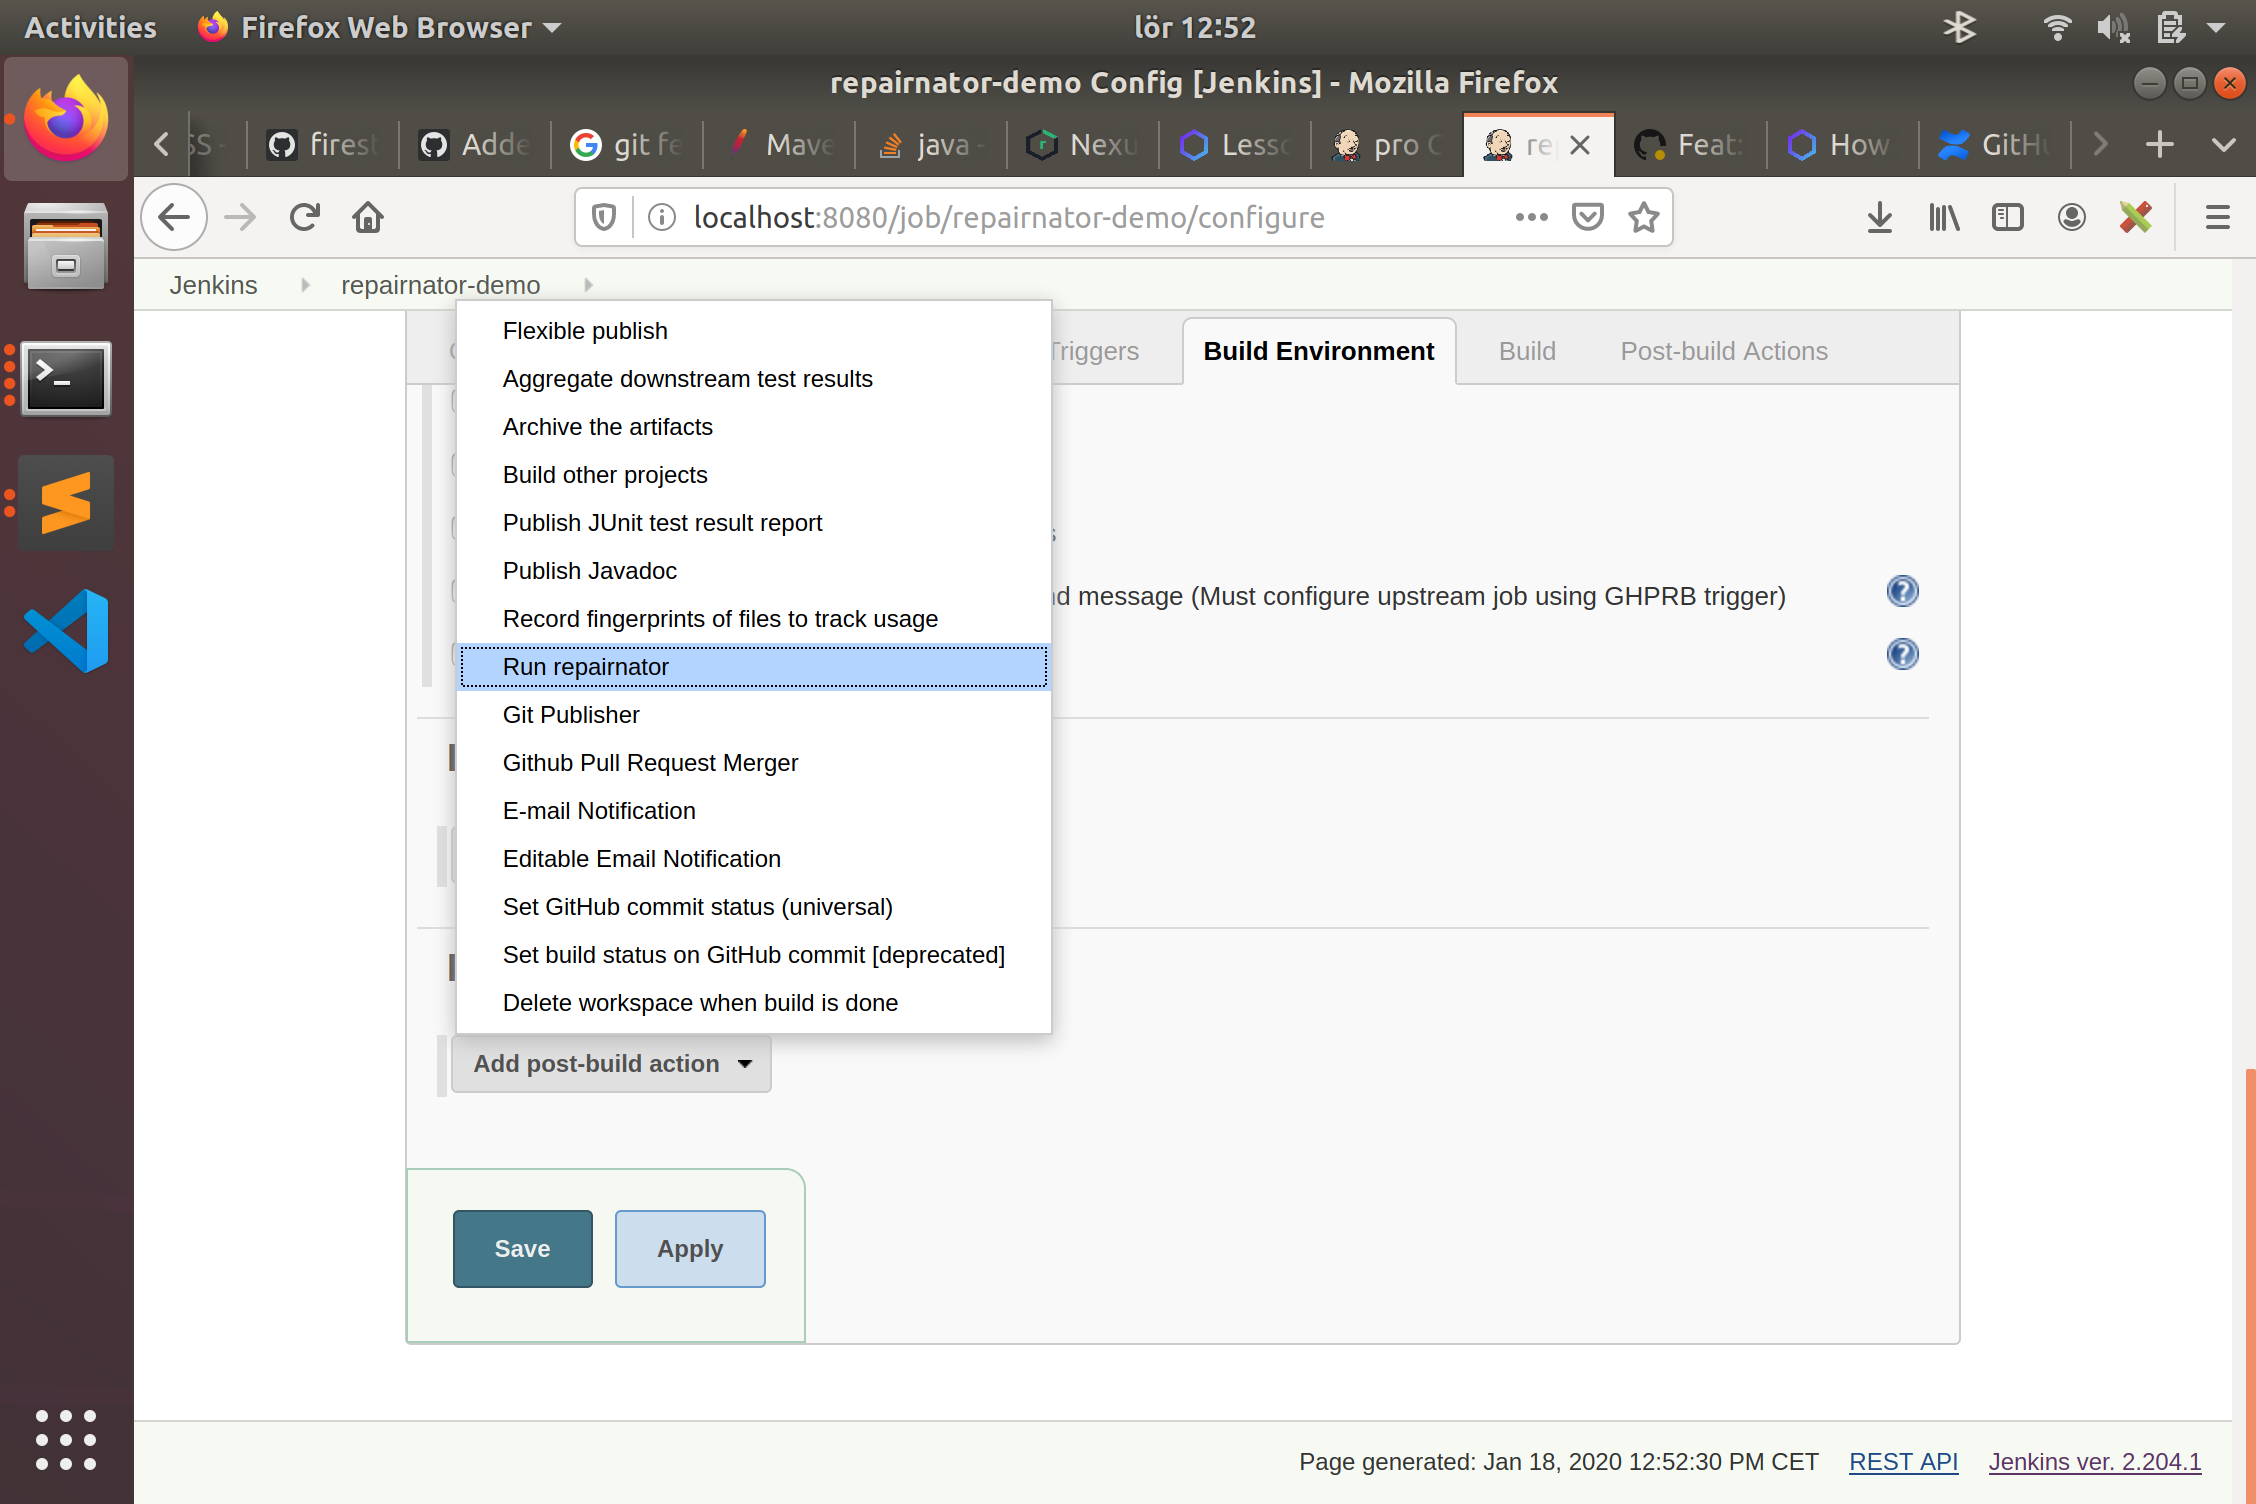 Activities Firefox Web Browser lör 12:52
repairnator-demo Config [Jenkins] - Mozilla Firefox
firest Adde git fe Mave java - Nexu Lesso pro C rep Feat: How GitHu
localhost:8080/job/repairnator-demo/configure
Jenkins repairnator-demo
Triggers Build Environment Build Post-build Actions
Flexible publish
Aggregate downstream test results
Archive the artifacts
Build other projects
Publish JUnit test result report
Publish Javadoc
message (Must configure upstream job using GHPRB trigger)
Record fingerprints of files to track usage
Run repairnator
Git Publisher
Github Pull Request Merger
E-mail Notification
Editable Email Notification
Set GitHub commit status (universal)
Set build status on GitHub commit [deprecated]
Delete workspace when build is done
Add post-build action
Save Apply
Page generated: Jan 18, 2020 12:52:30 PM CET REST API Jenkins ver. 2.204.1